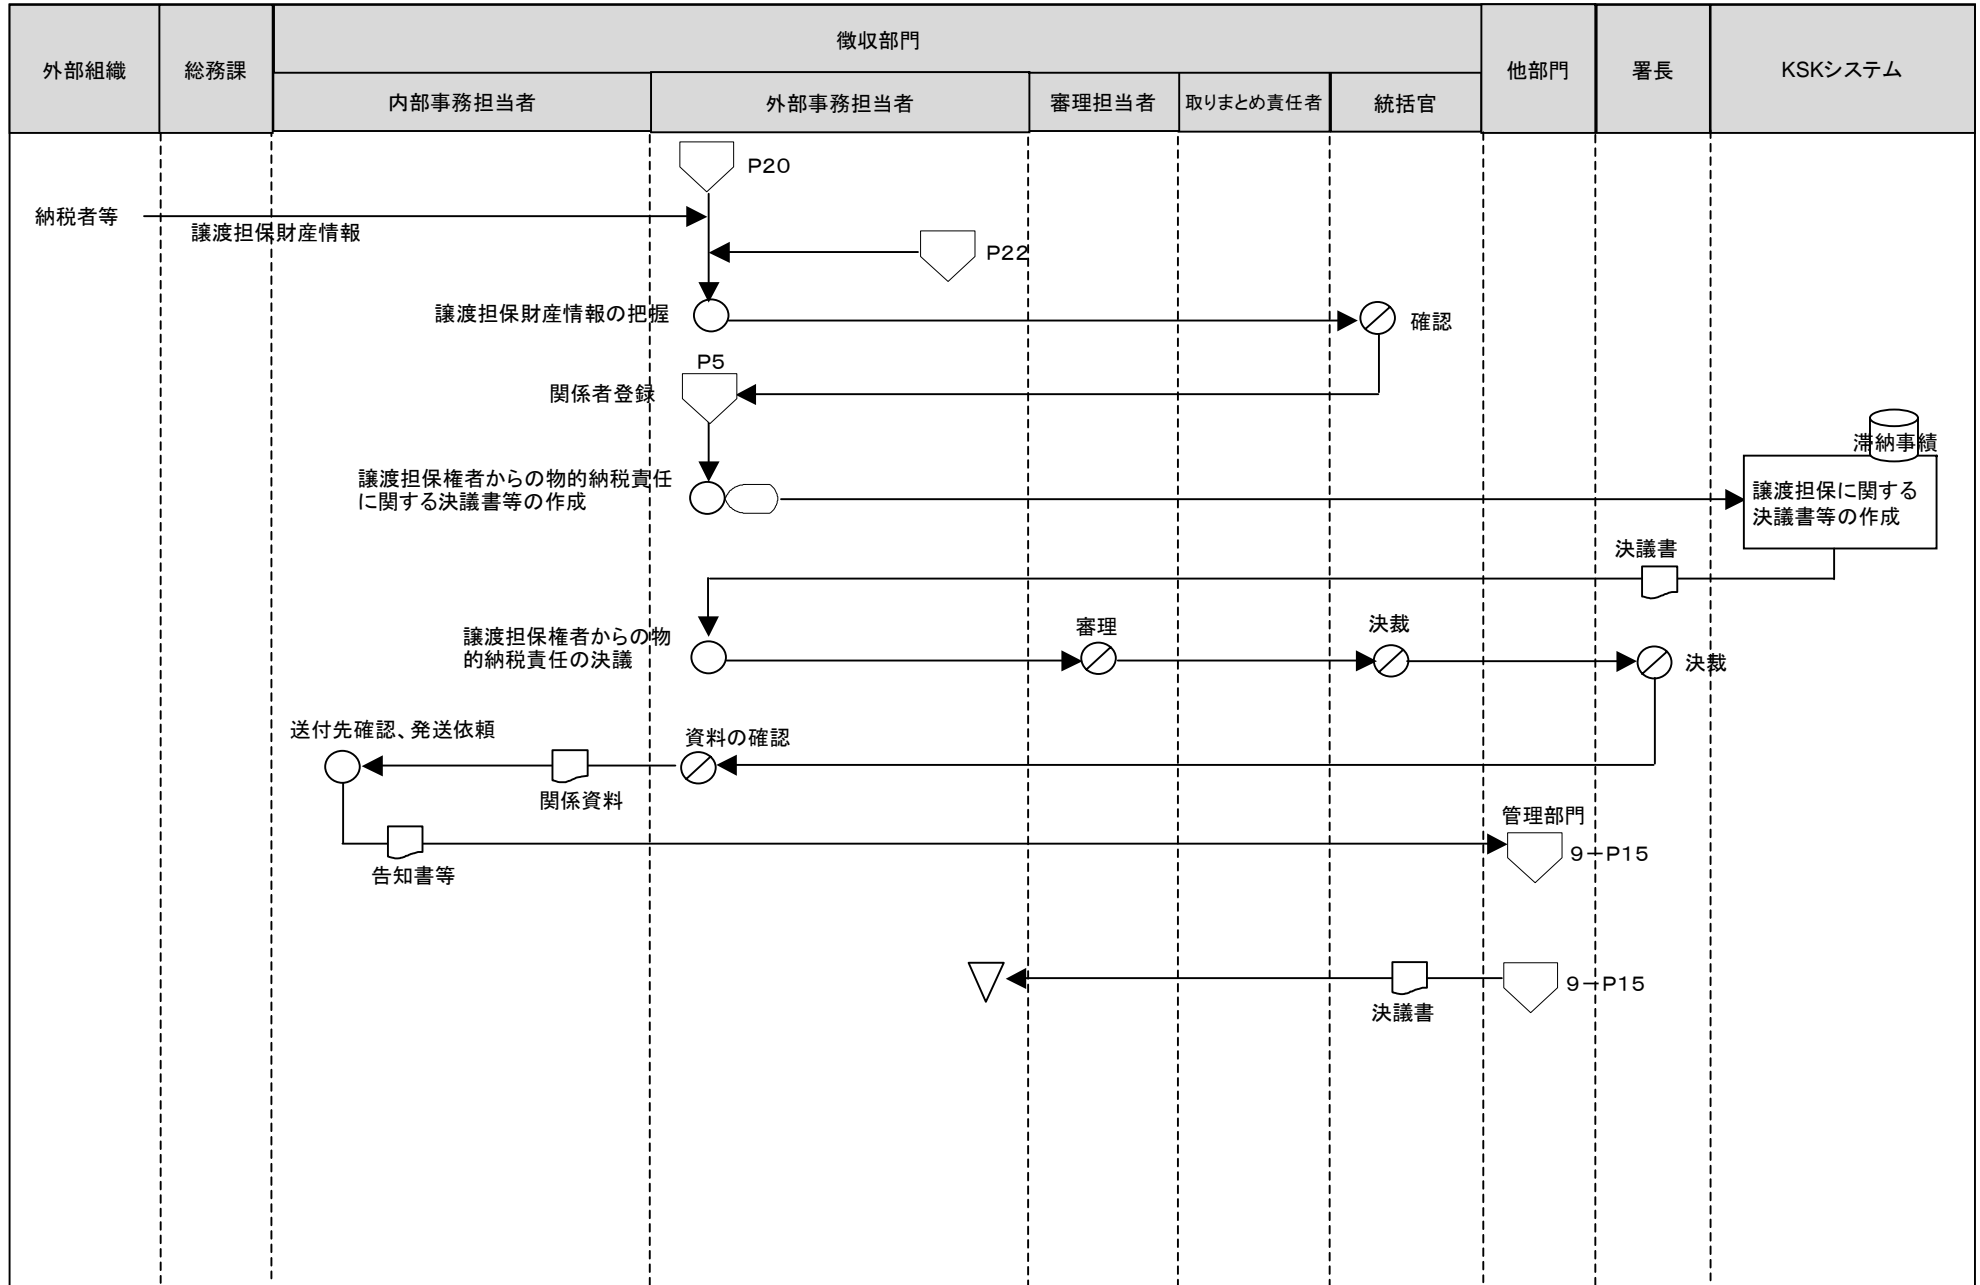 外部組織
総務課
徴収部門
内部事務担当者
外部事務担当者
審理担当者
取りまとめ責任者
統括官
他部門
署長
KSKシステム
P20
納税者等
譲渡担保財産情報
P22
譲渡担保財産情報の把握
確認
P5
関係者登録
滞納事績
譲渡担保権者からの物的納税責任
に関する決議書等の作成
譲渡担保に関する
決議書等の作成
決議書
譲渡担保権者からの物
的納税責任の決議
審理
決裁
決裁
送付先確認、発送依頼
資料の確認
関係資料
管理部門
9-P15
告知書等
9-P15
決議書